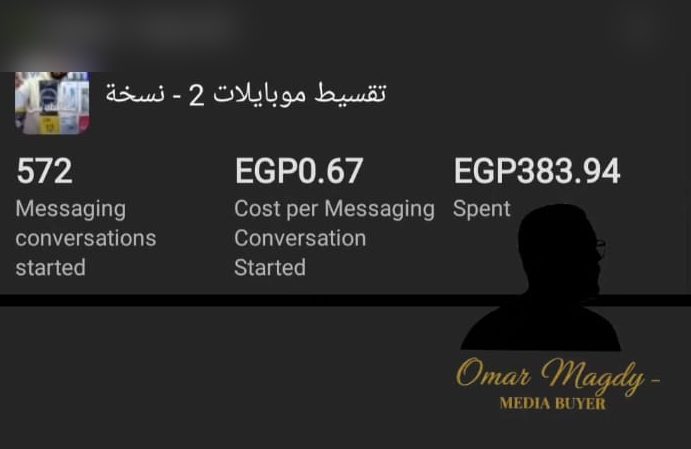 تقسيط موبايلات 2 - نسخة
572
Messaging
conversations
started
EGP0.67
Cost per Messaging
Conversation
Started
EGP383.94
Spent
Omar Magdy -
MEDIA BUYER